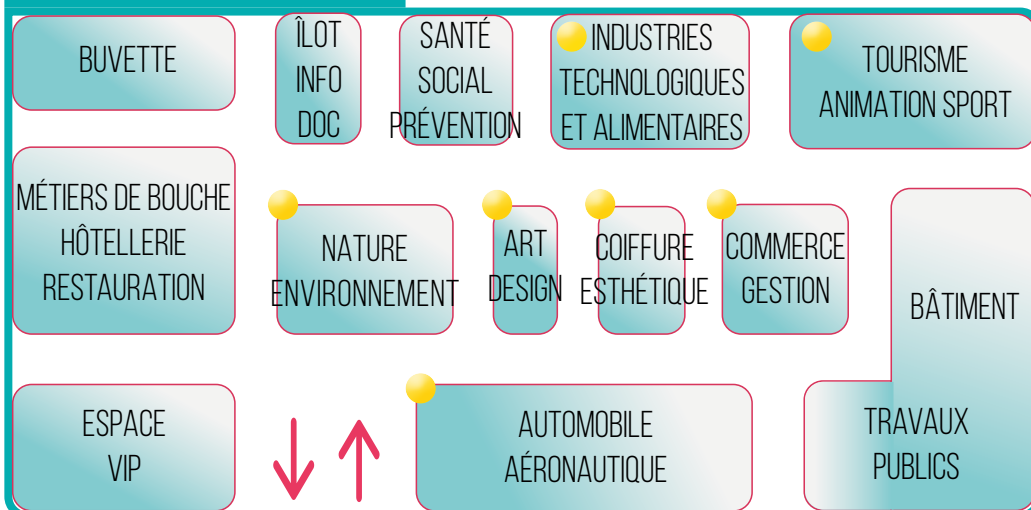 BUVETTE
ÎLOT
INFO
DOC
SANTÉ
SOCIAL
PRÉVENTION
INDUSTRIES
TECHNOLOGIQUES
ET ALIMENTAIRES
TOURISME
ANIMATION SPORT
MÉTIERS DE BOUCHE
HÔTELLERIE
RESTAURATION
NATURE
ENVIRONNEMENT
ART
DESIGN
COIFFURE
ESTHÉTIQUE
COMMERCE
GESTION
BÂTIMENT
ESPACE
VIP
AUTOMOBILE
AÉRONAUTIQUE
TRAVAUX
PUBLICS